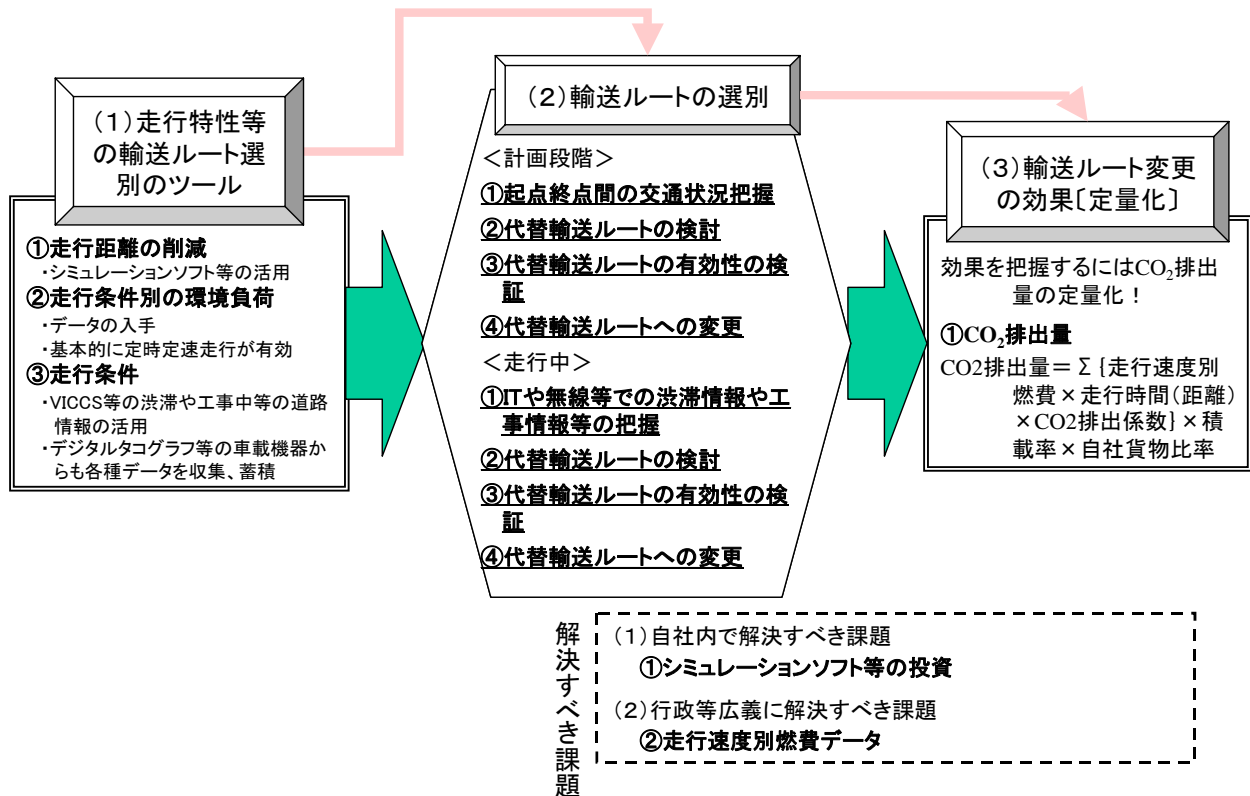 (1)走行特性等
の輸送ルート選
別のツール
①走行距離の削減
・シミュレーションソフト等の活用
②走行条件別の環境負荷
・データの入手
・基本的に定時定速走行が有効
③走行条件
・VICCS等の渋滞や工事中等の道路
情報の活用
・デジタルタコグラフ等の車載機器か
らも各種データを収集、蓄積
(2)輸送ルートの選別
＜計画段階＞
①起点終点間の交通状況把握
②代替輸送ルートの検討
③代替輸送ルートの有効性の検
証
④代替輸送ルートへの変更
＜走行中＞
①ITや無線等での渋滞情報や工
事情報等の把握
②代替輸送ルートの検討
③代替輸送ルートの有効性の検
証
④代替輸送ルートへの変更
(3)輸送ルート変更
の効果〔定量化〕
効果を把握するにはCO₂排出
量の定量化！
①CO₂排出量
CO2排出量＝Σ{走行速度別
燃費×走行時間(距離)
×CO2排出係数}×積
載率×自社貨物比率
解決すべき課題
(1)自社内で解決すべき課題
①シミュレーションソフト等の投資
(2)行政等広義に解決すべき課題
②走行速度別燃費データ